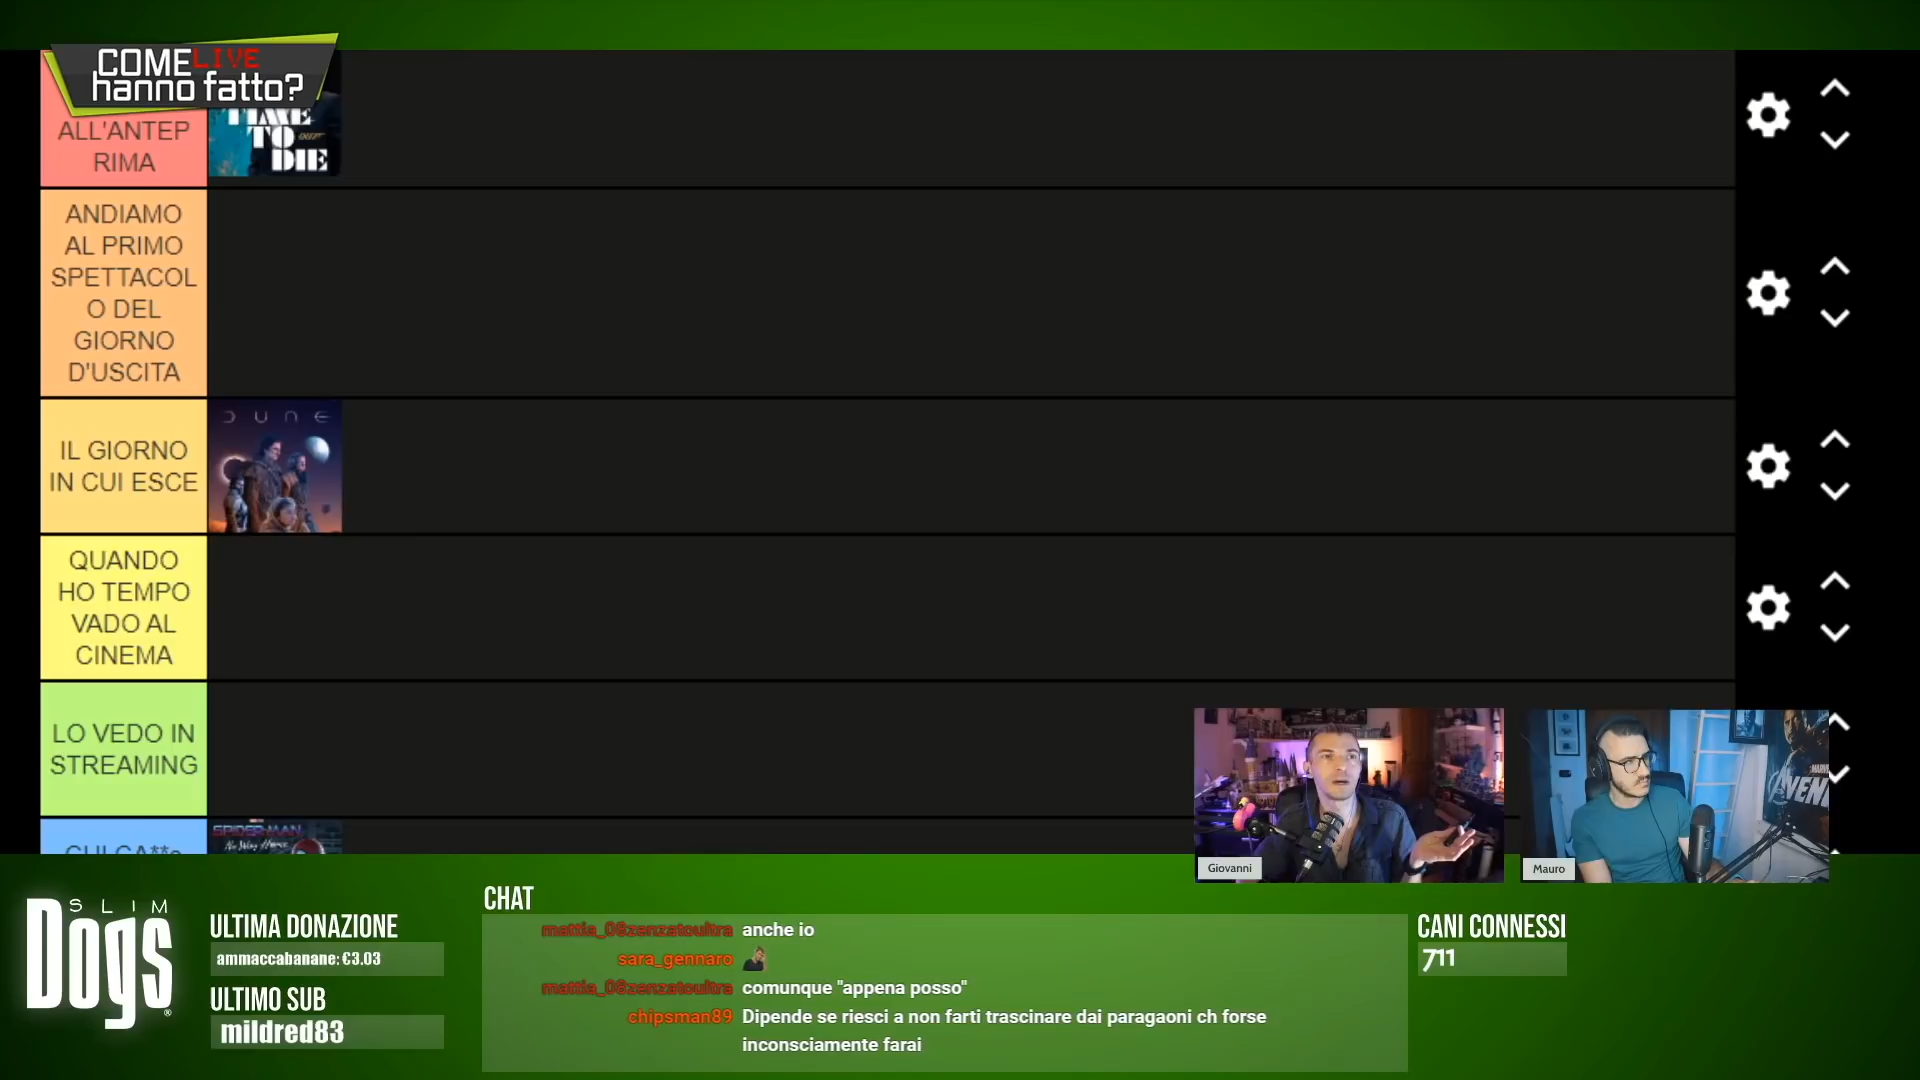 COME LIVE
hanno fatto?
ALL'ANTEP
RIMA
TIME
TO
DIE
ANDIAMO
AL PRIMO
SPETTACOL
O DEL
GIORNO
D'USCITA
IL GIORNO
IN CUI ESCE
DUNE
QUANDO
HO TEMPO
VADO AL
CINEMA
LO VEDO IN
STREAMING
SPIDER-MAN
No Way Home
Giovanni
Mauro
SLIM
Dogs
ULTIMA DONAZIONE
ammaccabanane: €3.03
ULTIMO SUB
mildred83
CHAT
mattia_08zenzatoultra anche io
sara_gennaro
mattia_08zenzatoultra comunque "appena posso"
chipsman89 Dipende se riesci a non farti trascinare dai paragaoni ch forse
inconsciamente farai
CANI CONNESSI
711